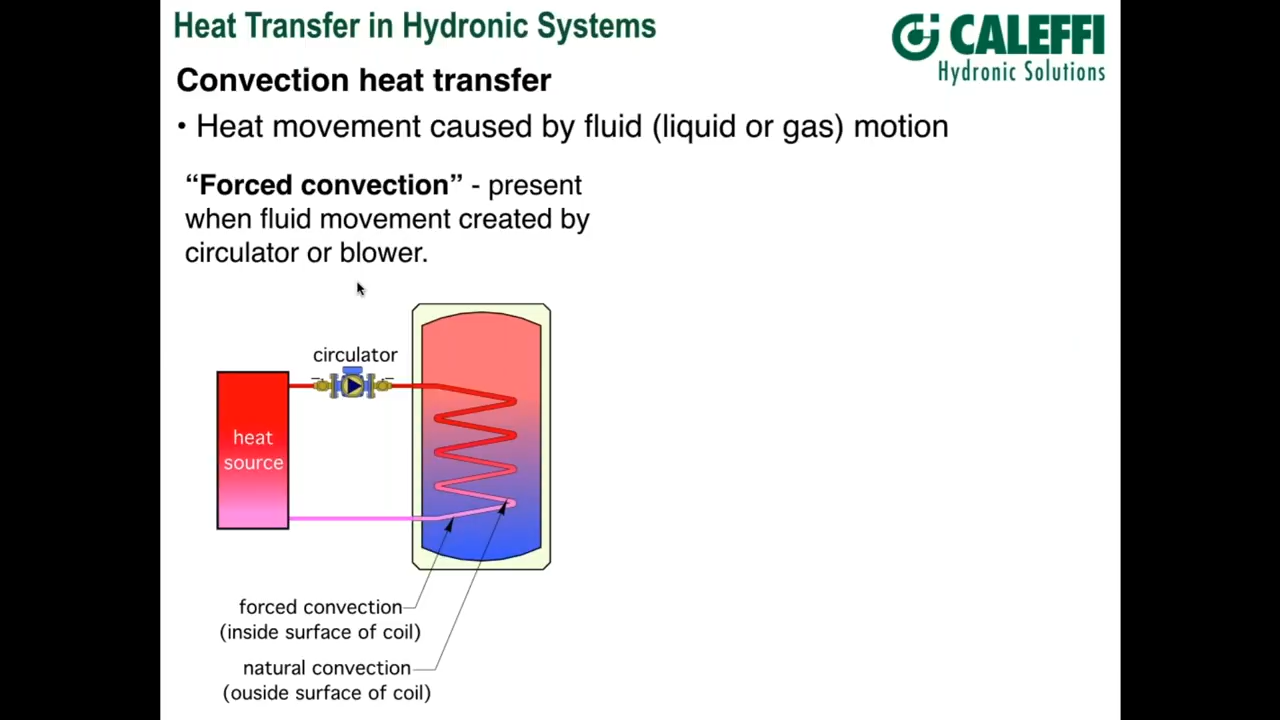 Heat Transfer in Hydronic Systems
CALEFFI
Hydronic Solutions
Convection heat transfer
• Heat movement caused by fluid (liquid or gas) motion
“Forced convection” - present
when fluid movement created by
circulator or blower.
circulator
heat
source
forced convection
(inside surface of coil)
natural convection
(ouside surface of coil)